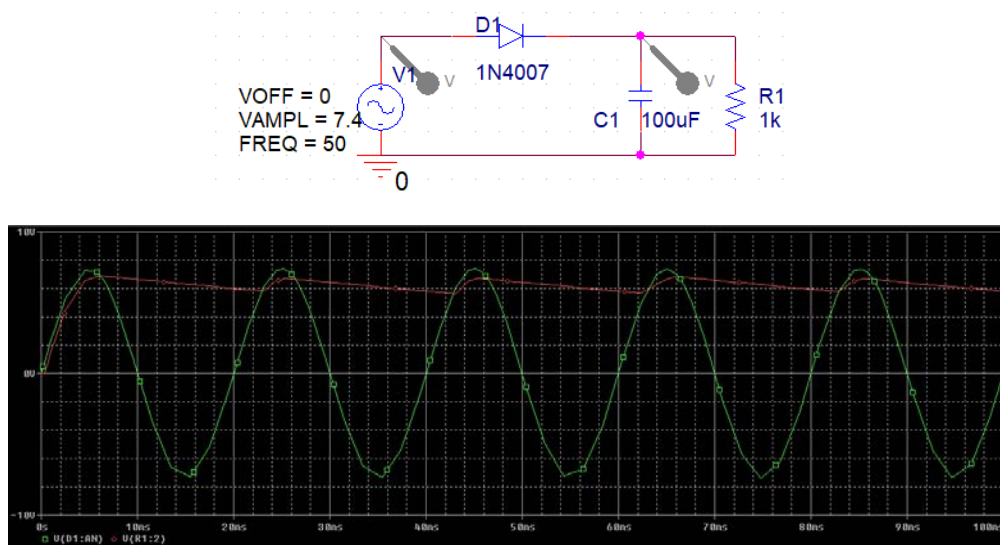 D1
V
V1
1N4007
V
VOFF = 0
VAMPL = 7.4
FREQ = 50
C1
100uF
R1
1k
0
10V
0V
-10V
0s
10ms
20ms
30ms
40ms
50ms
60ms
70ms
80ms
90ms
100ms
V(D1:AN)
V(R1:2)